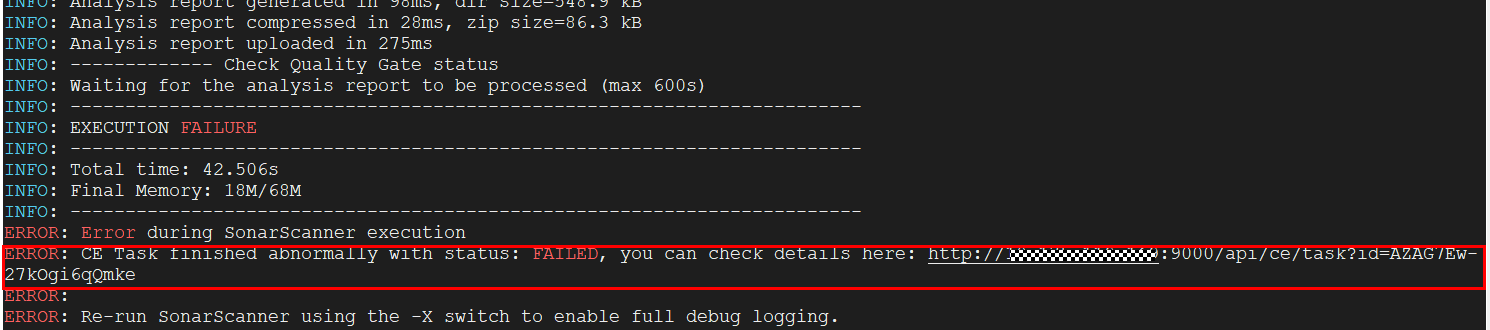 INFO: Analysis report generated in 98ms, dir size=548.9 kB
INFO: Analysis report compressed in 28ms, zip size=86.3 kB
INFO: Analysis report uploaded in 275ms
INFO: ------------- Check Quality Gate status
INFO: Waiting for the analysis report to be processed (max 600s)
INFO: ------------------------------------------------------------------------
INFO: EXECUTION FAILURE
INFO: ------------------------------------------------------------------------
INFO: Total time: 42.506s
INFO: Final Memory: 18M/68M
INFO: ------------------------------------------------------------------------
ERROR: Error during SonarScanner execution
ERROR: CE Task finished abnormally with status: FAILED, you can check details here: http://:9000/api/ce/task?id=AZAG7Ew-
27kOgi6qQmke
ERROR:
ERROR: Re-run SonarScanner using the -X switch to enable full debug logging.